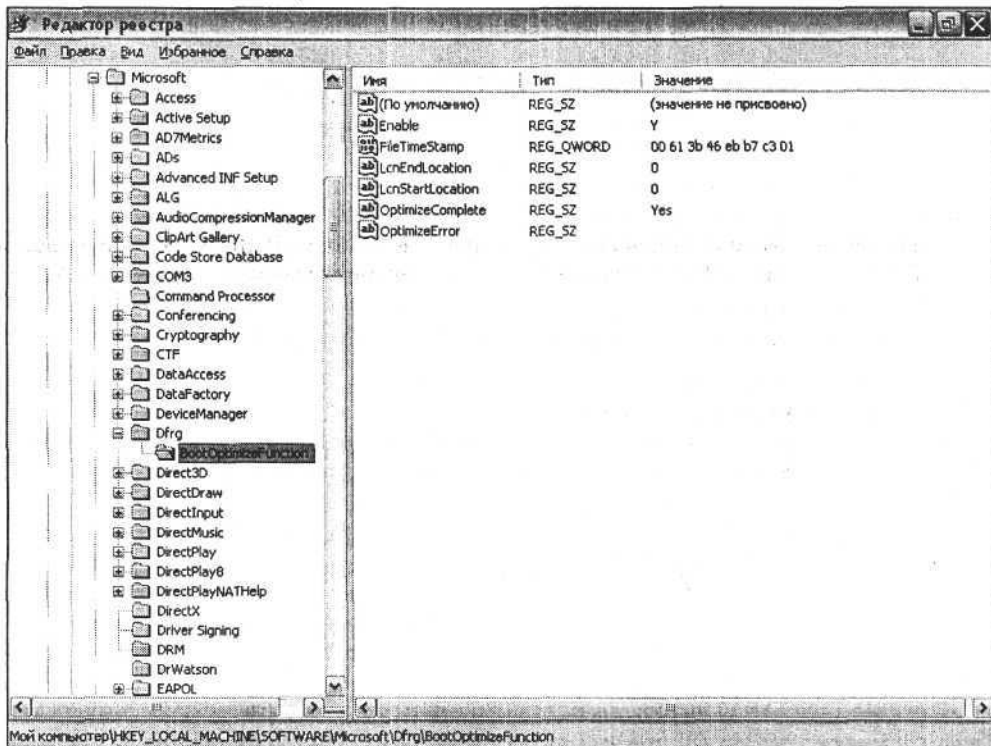 Редактор реестра
Файл Правка Вид Избранное Справка
Microsoft
Access
Active Setup
AD7Metrics
ADs
Advanced INF Setup
ALG
AudioCompressionManager
ClipArt Gallery
Code Store Database
COM3
Command Processor
Conferencing
Cryptography
CTF
DataAccess
DataFactory
DeviceManager
Dfrg
BootOptimizeFunction
Direct3D
DirectDraw
DirectInput
DirectMusic
DirectPlay
DirectPlay8
DirectPlayNATHelp
DirectX
Driver Signing
DRM
DrWatson
EAPOL
Имя Тип Значение
(По умолчанию) REG_SZ (значение не присвоено)
Enable REG_SZ Y
FileTimeStamp REG_QWORD 00 61 3b 46 eb b7 c3 01
LcnEndLocation REG_SZ 0
LcnStartLocation REG_SZ 0
OptimizeComplete REG_SZ Yes
OptimizeError REG_SZ
Мой компьютер\HKEY_LOCAL_MACHINE\SOFTWARE\Microsoft\Dfrg\BootOptimizeFunction